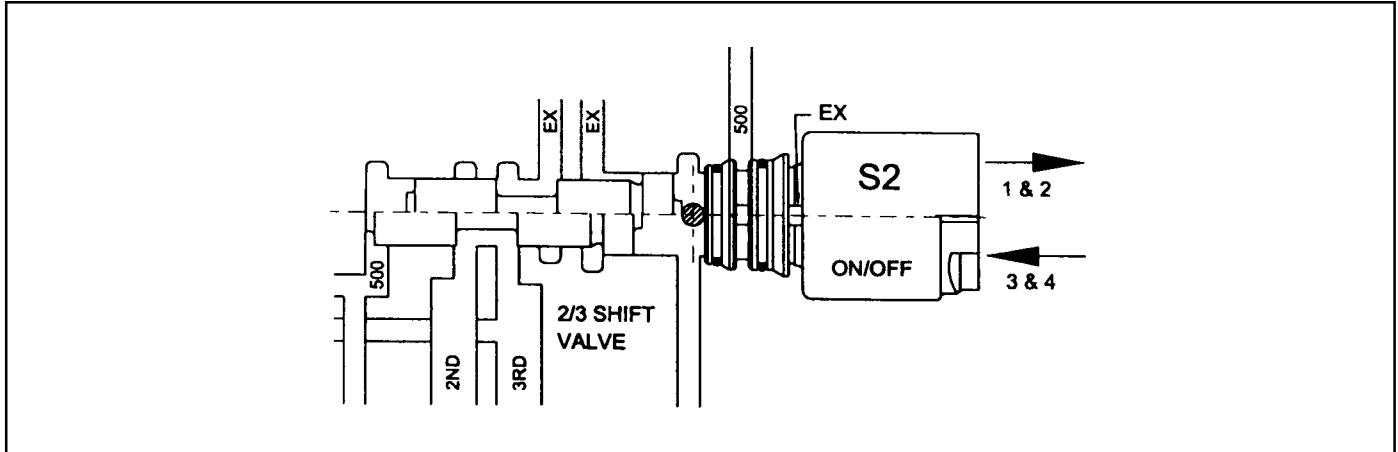 EX
EX
500
EX
S2
1 & 2
ON/OFF
3 & 4
500
2/3 SHIFT
VALVE
2ND
3RD